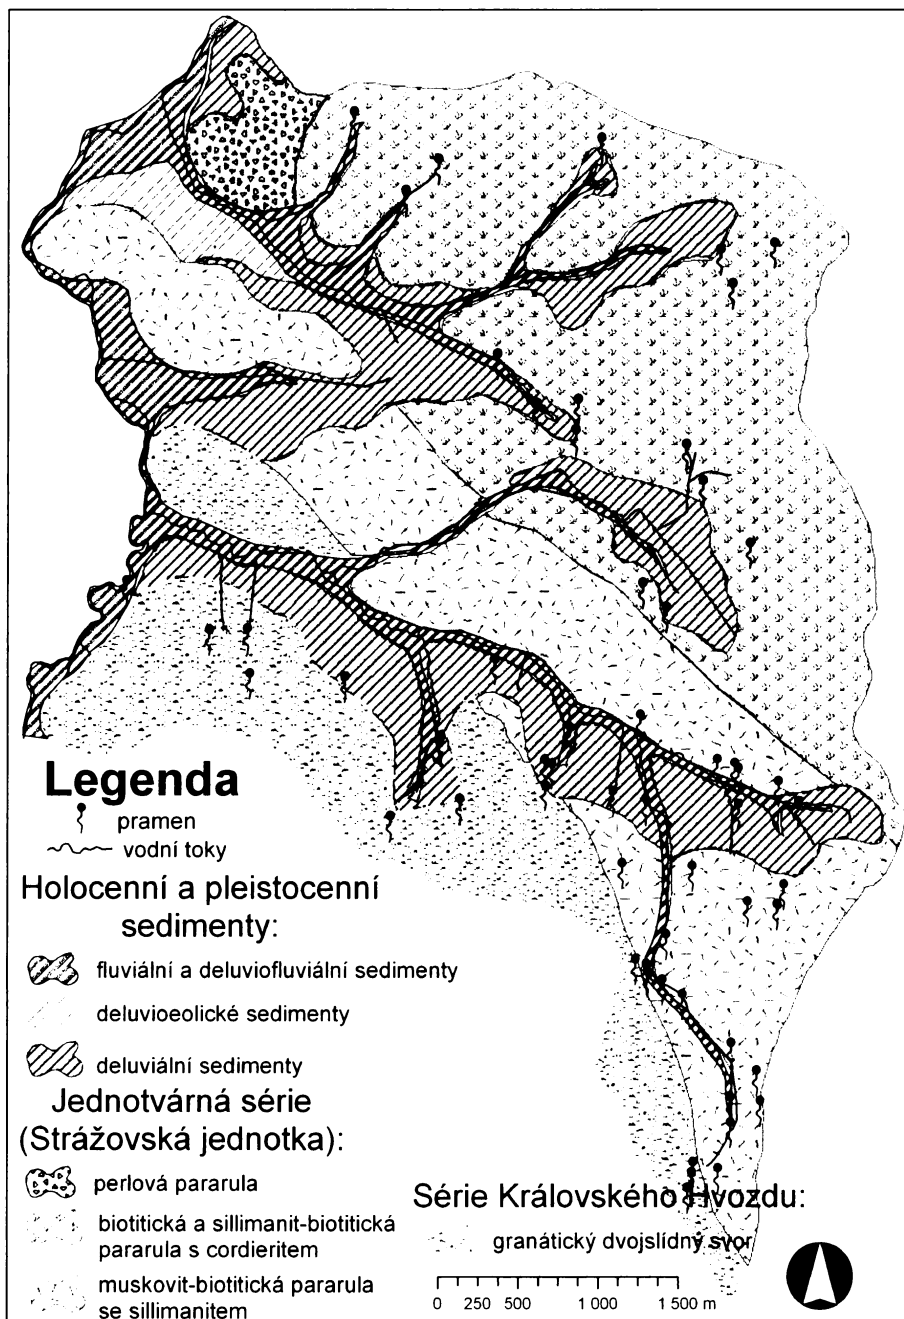 Legenda
pramen
vodní toky
Holocenní a pleistocenní
sedimenty:
fluviální a deluviofluviální sedimenty
deluvioeolické sedimenty
deluviální sedimenty
Jednotvárná série
(Strážovská jednotka):
perlová pararula
biotitická a sillimanit-biotitická
pararula s cordieritem
muskovit-biotitická pararula
se sillimanitem
Série Královského Hvozdu:
granátický dvojslídný svor
0 250 500 1 000 1 500 m